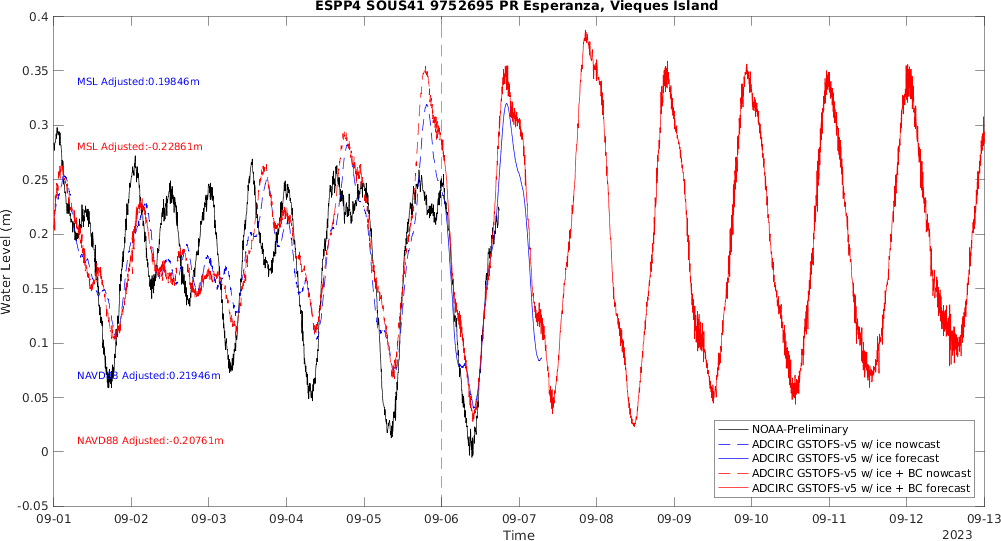 ESPP4 SOUS41 9752695 PR Esperanza, Vieques Island
0.4
0.35
0.3
0.25
0.2
0.15
0.1
0.05
0
-0.05
Water Level (m)
MSL Adjusted:0.19846m
MSL Adjusted:-0.22861m
NAVD88 Adjusted:0.21946m
NAVD88 Adjusted:-0.20761m
NOAA-Preliminary
ADCIRC GSTOFS-v5 w/ ice nowcast
ADCIRC GSTOFS-v5 w/ ice forecast
ADCIRC GSTOFS-v5 w/ ice + BC nowcast
ADCIRC GSTOFS-v5 w/ ice + BC forecast
09-01 09-02 09-03 09-04 09-05 09-06 09-07 09-08 09-09 09-10 09-11 09-12 09-13
Time
2023